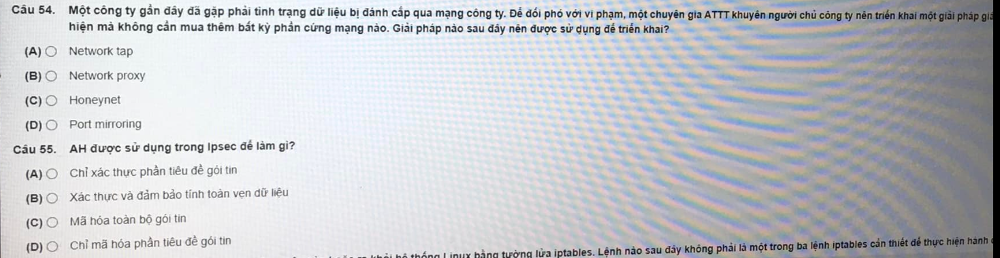 Câu 54. Một công ty gần đây đã gặp phải tình trạng dữ liệu bị đánh cắp qua mạng công ty. Để đối phó với vi phạm, một chuyên gia ATTT khuyên người chủ công ty nên triển khai một giải pháp
hiện mà không cần mua thêm bất kỳ phần cứng mạng nào. Giải pháp nào sau đây nên được sử dụng để triển khai?
(A) Network tap
(B) Network proxy
(C) Honeynet
(D) Port mirroring
Câu 55. AH được sử dụng trong Ipsec để làm gì?
(A) Chỉ xác thực phần tiêu đề gói tin
(B) Xác thực và đảm bảo tính toàn vẹn dữ liệu
(C) Mã hóa toàn bộ gói tin
(D) Chỉ mã hóa phần tiêu đề gói tin
thống Linux bằng tường lửa iptables. Lệnh nào sau đây không phải là một trong ba lệnh iptables cần thiết để thực hiện hành